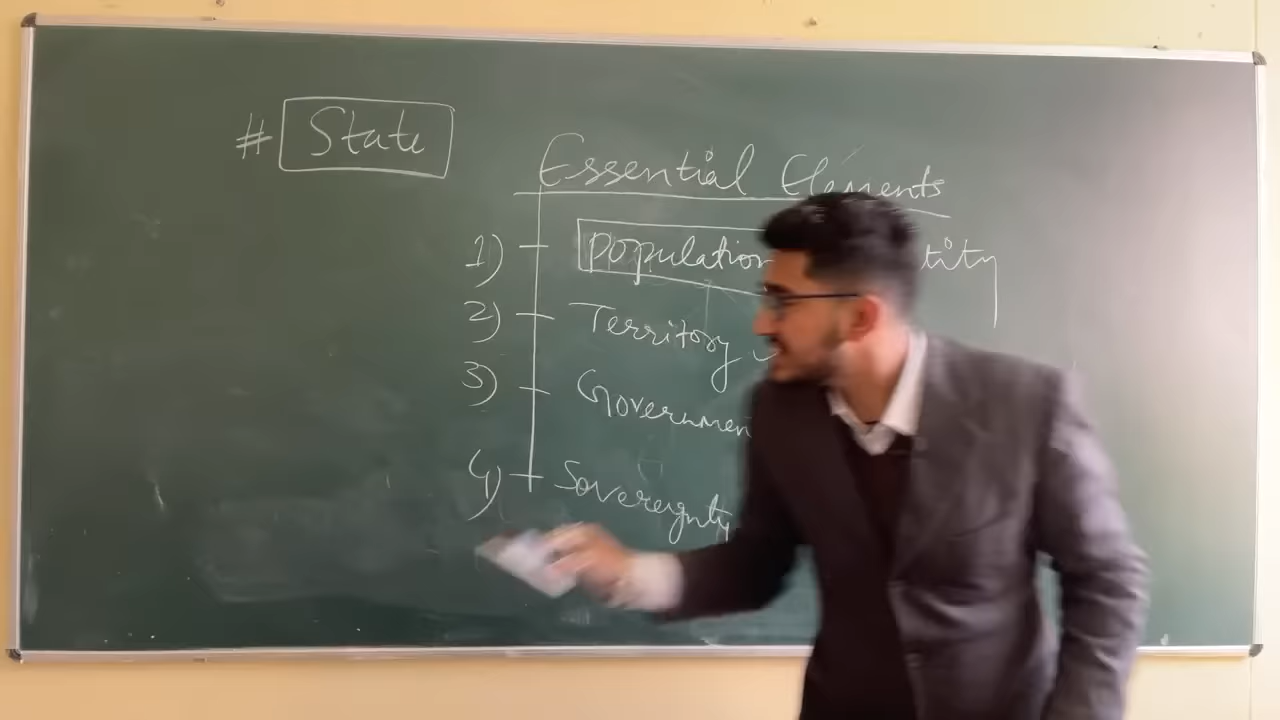 # State
Essential Elements
1) Population
2) Territory
3) Government
4) Sovereignty